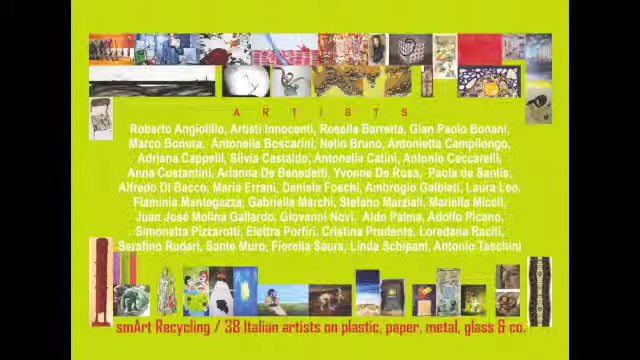 ARTISTS
Roberto Angiolillo, Artisti Innocenti, Rosella Barretta, Gian Paolo Bonani,
Marco Bonura, Antonella Boscarini, Nello Bruno, Antonietta Campilongo,
Adriana Cappelli, Silvia Castaldo, Antonella Catini, Antonio Ceccarelli,
Anna Costantini, Arianna De Benedetti, Yvonne De Rosa, Paola de Santis,
Alfredo Di Bacco, Maria Errani, Daniela Foschi, Ambrogio Galbiati, Laura Leo,
Flaminia Mantegazza, Gabriella Marchi, Stefano Marziali, Mariella Miceli,
Juan José Molina Gallardo, Giovanni Novi, Aldo Palma, Adolfo Picano,
Simonetta Pizzarotti, Elettra Porfiri, Cristina Prudente, Loredana Raciti,
Serafino Rudari, Sante Muro, Fiorella Saura, Linda Schipani, Antonio Taschini
smArt Recycling / 38 Italian artists on plastic, paper, metal, glass & co.